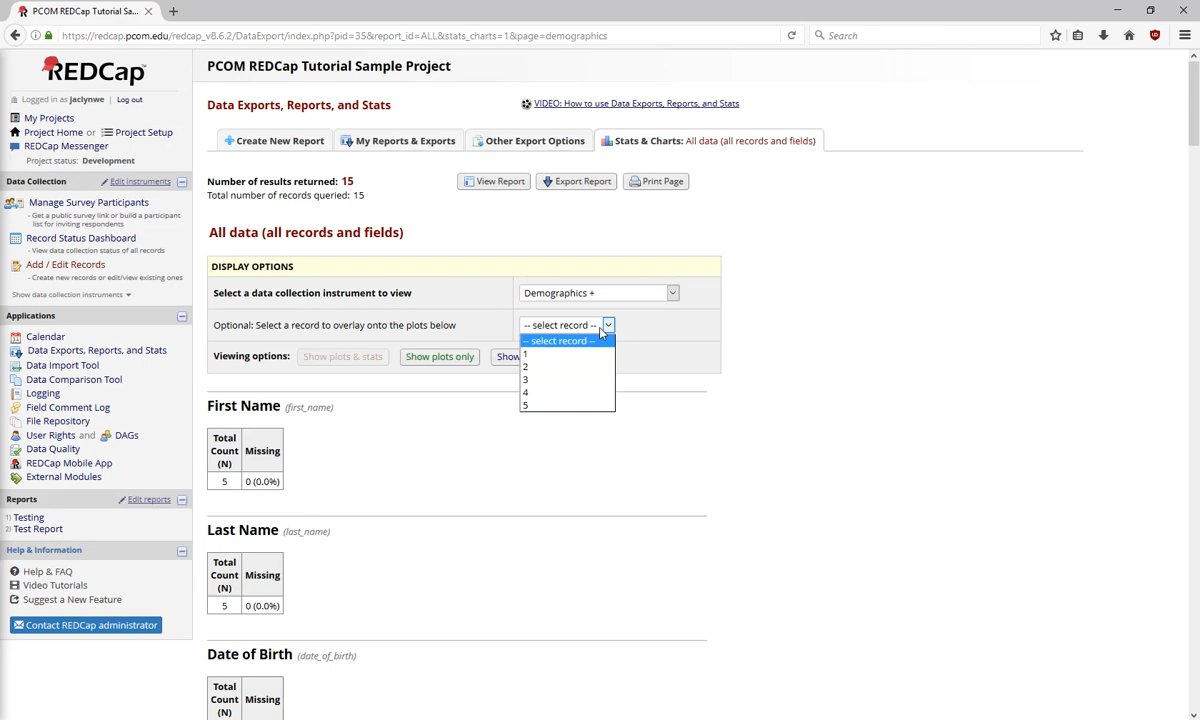 PCOM REDCap Tutorial Sa...
https://redcap.pcom.edu/redcap_v8.6.2/DataExport/index.php?pid=35&report_id=ALL&stats_charts=1&page=demographics
Search
REDCap
Logged in as jaclynwe | Log out
My Projects
Project Home or Project Setup
REDCap Messenger
Project status: Development
Data Collection Edit instruments
Manage Survey Participants
- Get a public survey link or build a participant
list for inviting respondents
Record Status Dashboard
- View data collection status of all records
Add / Edit Records
- Create new records or edit/view existing ones
Show data collection instruments
Applications
Calendar
Data Exports, Reports, and Stats
Data Import Tool
Data Comparison Tool
Logging
Field Comment Log
File Repository
User Rights and DAGs
Data Quality
REDCap Mobile App
External Modules
Reports Edit reports
1) Testing
2) Test Report
Help & Information
Help & FAQ
Video Tutorials
Suggest a New Feature
Contact REDCap administrator
PCOM REDCap Tutorial Sample Project
Data Exports, Reports, and Stats
VIDEO: How to use Data Exports, Reports, and Stats
Create New Report My Reports & Exports Other Export Options Stats & Charts: All data (all records and fields)
Number of results returned: 15
Total number of records queried: 15
View Report Export Report Print Page
All data (all records and fields)
DISPLAY OPTIONS
Select a data collection instrument to view Demographics +
Optional: Select a record to overlay onto the plots below -- select record --
-- select record --
1
2
3
4
5
Viewing options: Show plots & stats Show plots only Show
First Name (first_name)
Total
Count
(N)
Missing
5 0 (0.0%)
Last Name (last_name)
Total
Count
(N)
Missing
5 0 (0.0%)
Date of Birth (date_of_birth)
Total
Count
(N)
Missing